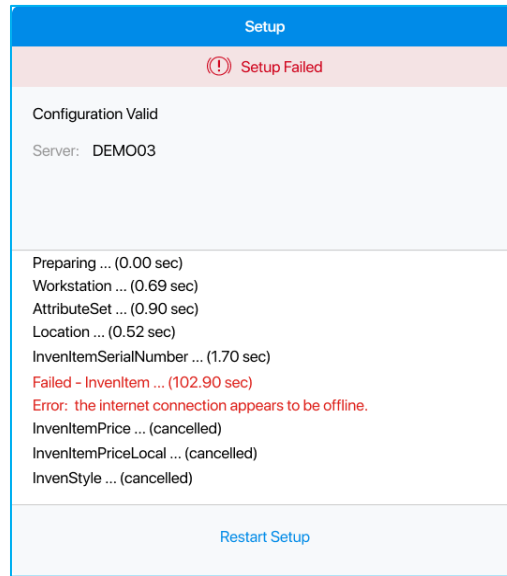 Setup
Setup Failed
Configuration Valid
Server: DEMO03
Preparing ... (0.00 sec)
Workstation ... (0.69 sec)
AttributeSet ... (0.90 sec)
Location ... (0.52 sec)
InvenItemSerialNumber ... (1.70 sec)
Failed - InvenItem ... (102.90 sec)
Error: the internet connection appears to be offline.
InvenItemPrice ... (cancelled)
InvenItemPriceLocal ... (cancelled)
InvenStyle ... (cancelled)
Restart Setup